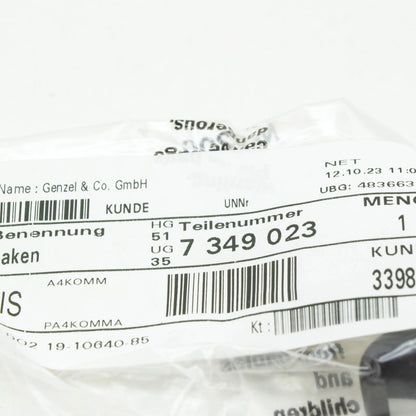 NET
Name : Genzel & Co. GmbH
12.10.23 11:0
UBG: 483663
KUNDE
UNNr
Benennung
HG Teilenummer
MENG
51
aken
UG 7 349 023
1
35
KUN
A4KOMM
3398
IS
PA4KOMMA
Kt :
19-10640-85
and
children